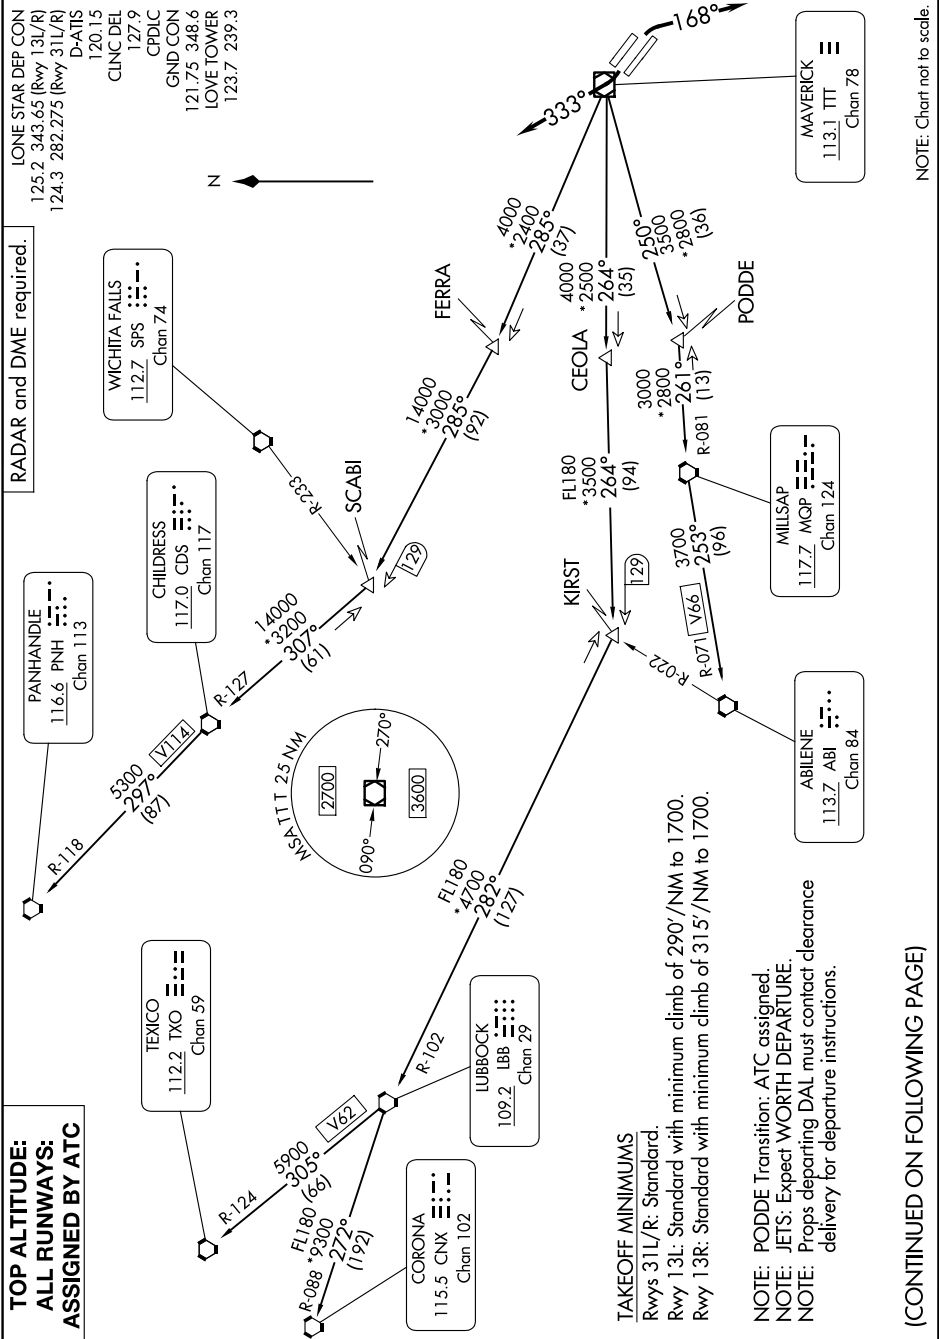 TOP ALTITUDE:
ALL RUNWAYS:
ASSIGNED BY ATC
RADAR and DME required.
LONE STAR DEP CON
125.2 343.65 (Rwy 13L/R)
124.3 282.275 (Rwy 31L/R)
D-ATIS
120.15
CLNC DEL
127.9
CPDLC
GND CON
121.75 348.6
LOVE TOWER
123.7 239.3
N
PANHANDLE
116.6 PNH
Chan 113
CHILDRESS
117.0 CDS
Chan 117
WICHITA FALLS
112.7 SPS
Chan 74
TEXICO
112.2 TXO
Chan 59
R-118
5300
297°
(87)
V114
R-127
14000
*3200
307°
(61)
R-233
SCABI
129
14000
*3000
285°
(92)
FERRA
4000
*2400
285°
(37)
333°
168°
MAVERICK
113.1 TTT
Chan 78
MSA TTT 25 NM
2700
090°
270°
3600
R-124
5900
305°
(66)
V62
R-088
FL180
*9300
272°
(192)
CORONA
115.5 CNX
Chan 102
LUBBOCK
109.2 LBB
Chan 29
R-102
FL180
*4700
282°
(127)
KIRST
129
FL180
*3500
264°
(94)
CEOLA
4000
*2500
264°
(35)
250°
3500
*2800
(36)
PODDE
3000
*2800
261°
(13)
R-081
MILLSAP
117.7 MQP
Chan 124
3700
253°
(96)
V66
R-071
R-022
ABILENE
113.7 ABI
Chan 84
TAKEOFF MINIMUMS
Rwys 31L/R: Standard.
Rwy 13L: Standard with minimum climb of 290'/NM to 1700.
Rwy 13R: Standard with minimum climb of 315'/NM to 1700.
NOTE: PODDE Transition: ATC assigned.
NOTE: JETS: Expect WORTH DEPARTURE.
NOTE: Props departing DAL must contact clearance
delivery for departure instructions.
(CONTINUED ON FOLLOWING PAGE)
NOTE: Chart not to scale.